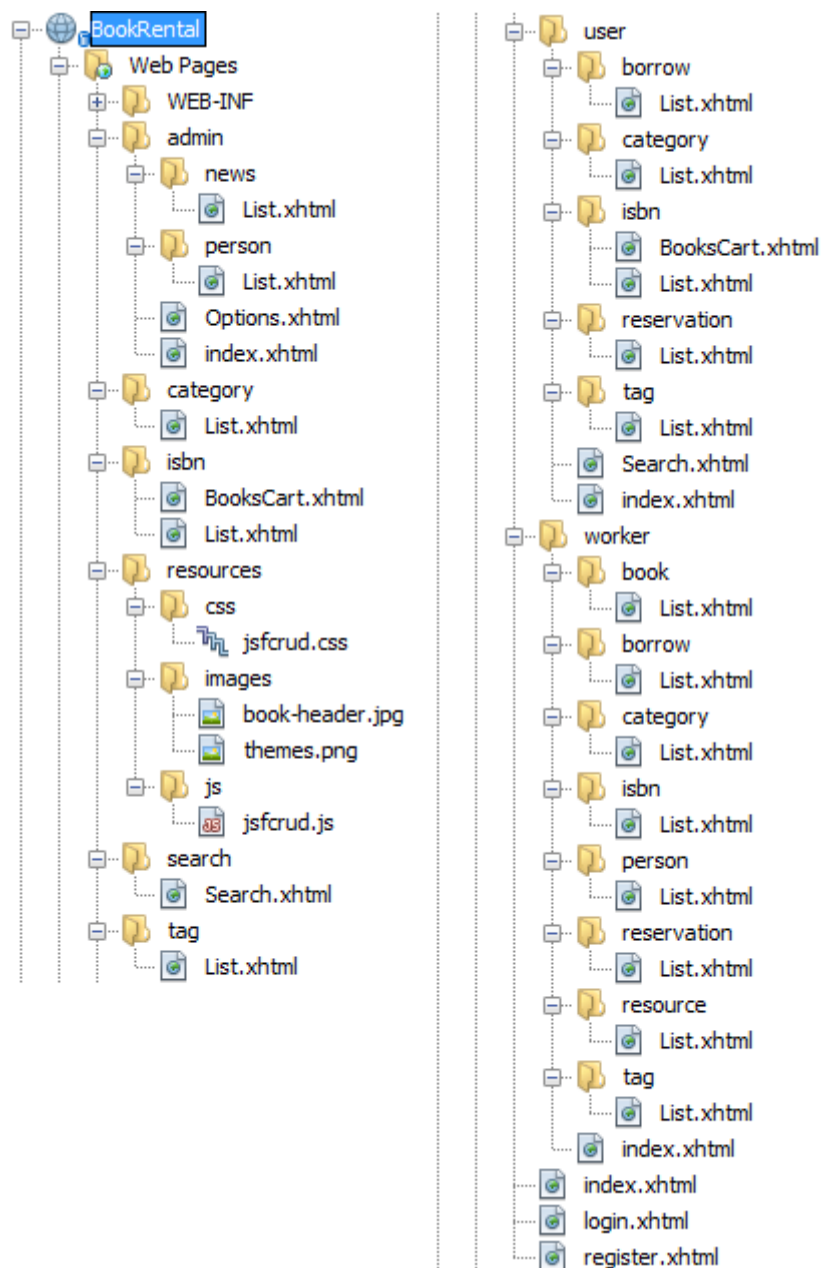 BookRental
Web Pages
WEB-INF
admin
news
List.xhtml
person
List.xhtml
Options.xhtml
index.xhtml
category
List.xhtml
isbn
BooksCart.xhtml
List.xhtml
resources
css
jsfcrud.css
images
book-header.jpg
themes.png
js
jsfcrud.js
search
Search.xhtml
tag
List.xhtml
user
borrow
List.xhtml
category
List.xhtml
isbn
BooksCart.xhtml
List.xhtml
reservation
List.xhtml
tag
List.xhtml
Search.xhtml
index.xhtml
worker
book
List.xhtml
borrow
List.xhtml
category
List.xhtml
isbn
List.xhtml
person
List.xhtml
reservation
List.xhtml
resource
List.xhtml
tag
List.xhtml
index.xhtml
index.xhtml
login.xhtml
register.xhtml